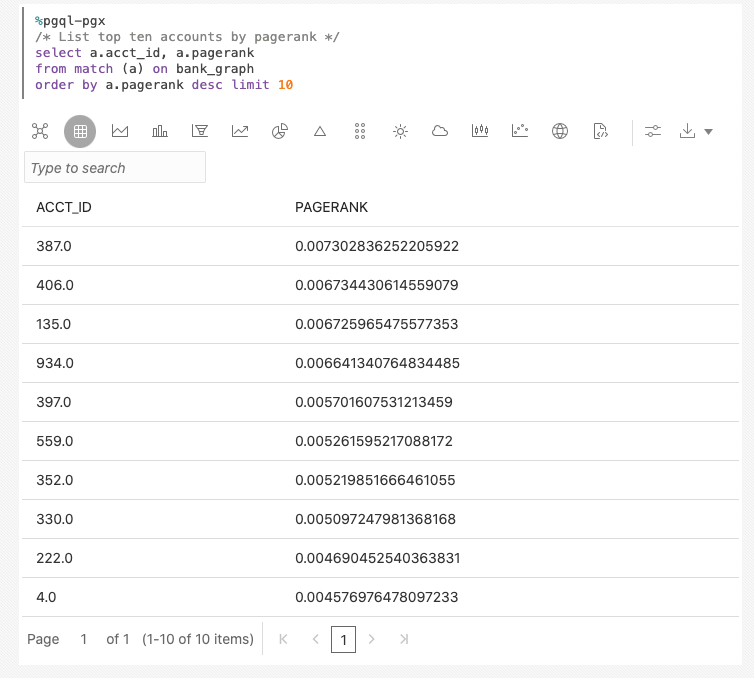 %pgql-pgx
/* List top ten accounts by pagerank */
select a.acct_id, a.pagerank
from match (a) on bank_graph
order by a.pagerank desc limit 10
Type to search
ACCT_ID PAGERANK
387.0 0.007302836252205922
406.0 0.006734430614559079
135.0 0.006725965475577353
934.0 0.006641340764834485
397.0 0.005701607531213459
559.0 0.005261595217088172
352.0 0.005219851666461055
330.0 0.005097247981368168
222.0 0.004690452540363831
4.0 0.004576976478097233
Page 1 of 1 (1-10 of 10 items) 1